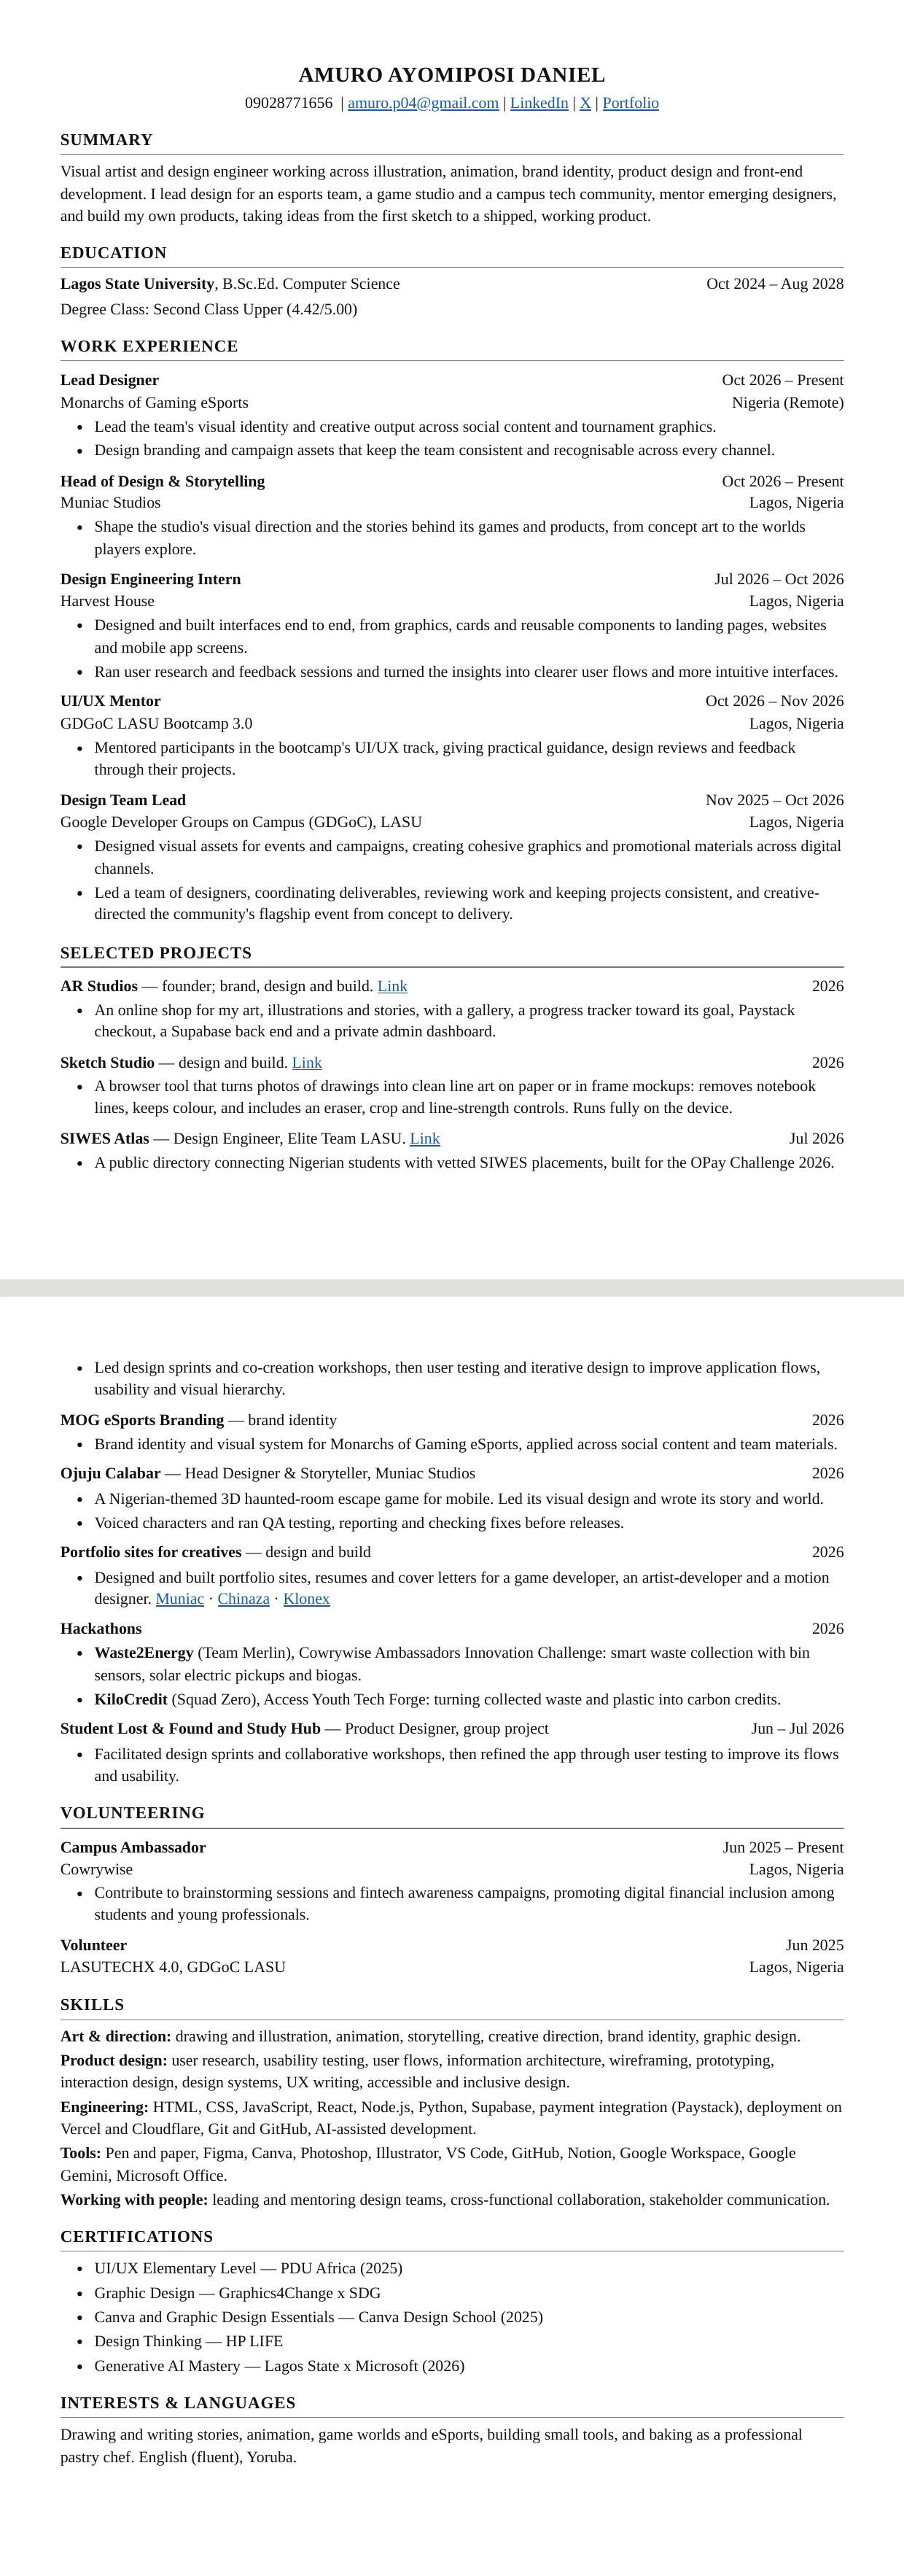 AMURO AYOMIPOSI DANIEL
09028771656 | amuro.p04@gmail.com | LinkedIn | X | Portfolio
SUMMARY
Visual artist and design engineer working across illustration, animation, brand identity, product design and front-end
development. I lead design for an esports team, a game studio and a campus tech community, mentor emerging designers,
and build my own products, taking ideas from the first sketch to a shipped, working product.
EDUCATION
Lagos State University, B.Sc.Ed. Computer Science Oct 2024 – Aug 2028
Degree Class: Second Class Upper (4.42/5.00)
WORK EXPERIENCE
Lead Designer Oct 2026 – Present
Monarchs of Gaming eSports Nigeria (Remote)
• Lead the team's visual identity and creative output across social content and tournament graphics.
• Design branding and campaign assets that keep the team consistent and recognisable across every channel.
Head of Design & Storytelling Oct 2026 – Present
Muniac Studios Lagos, Nigeria
• Shape the studio's visual direction and the stories behind its games and products, from concept art to the worlds
players explore.
Design Engineering Intern Jul 2026 – Oct 2026
Harvest House Lagos, Nigeria
• Designed and built interfaces end to end, from graphics, cards and reusable components to landing pages, websites
and mobile app screens.
• Ran user research and feedback sessions and turned the insights into clearer user flows and more intuitive interfaces.
UI/UX Mentor Oct 2026 – Nov 2026
GDGoC LASU Bootcamp 3.0 Lagos, Nigeria
• Mentored participants in the bootcamp's UI/UX track, giving practical guidance, design reviews and feedback
through their projects.
Design Team Lead Nov 2025 – Oct 2026
Google Developer Groups on Campus (GDGoC), LASU Lagos, Nigeria
• Designed visual assets for events and campaigns, creating cohesive graphics and promotional materials across digital
channels.
• Led a team of designers, coordinating deliverables, reviewing work and keeping projects consistent, and creative-
directed the community's flagship event from concept to delivery.
SELECTED PROJECTS
AR Studios — founder; brand, design and build. Link 2026
• An online shop for my art, illustrations and stories, with a gallery, a progress tracker toward its goal, Paystack
checkout, a Supabase back end and a private admin dashboard.
Sketch Studio — design and build. Link 2026
• A browser tool that turns photos of drawings into clean line art on paper or in frame mockups: removes notebook
lines, keeps colour, and includes an eraser, crop and line-strength controls. Runs fully on the device.
SIWES Atlas — Design Engineer, Elite Team LASU. Link Jul 2026
• A public directory connecting Nigerian students with vetted SIWES placements, built for the OPay Challenge 2026.
• Led design sprints and co-creation workshops, then user testing and iterative design to improve application flows,
usability and visual hierarchy.
MOG eSports Branding — brand identity 2026
• Brand identity and visual system for Monarchs of Gaming eSports, applied across social content and team materials.
Ojuju Calabar — Head Designer & Storyteller, Muniac Studios 2026
• A Nigerian-themed 3D haunted-room escape game for mobile. Led its visual design and wrote its story and world.
• Voiced characters and ran QA testing, reporting and checking fixes before releases.
Portfolio sites for creatives — design and build 2026
• Designed and built portfolio sites, resumes and cover letters for a game developer, an artist-developer and a motion
designer. Muniac · Chinaza · Klonex
Hackathons 2026
• Waste2Energy (Team Merlin), Cowrywise Ambassadors Innovation Challenge: smart waste collection with bin
sensors, solar electric pickups and biogas.
• KiloCredit (Squad Zero), Access Youth Tech Forge: turning collected waste and plastic into carbon credits.
Student Lost & Found and Study Hub — Product Designer, group project Jun – Jul 2026
• Facilitated design sprints and collaborative workshops, then refined the app through user testing to improve its flows
and usability.
VOLUNTEERING
Campus Ambassador Jun 2025 – Present
Cowrywise Lagos, Nigeria
• Contribute to brainstorming sessions and fintech awareness campaigns, promoting digital financial inclusion among
students and young professionals.
Volunteer Jun 2025
LASUTECHX 4.0, GDGoC LASU Lagos, Nigeria
SKILLS
Art & direction: drawing and illustration, animation, storytelling, creative direction, brand identity, graphic design.
Product design: user research, usability testing, user flows, information architecture, wireframing, prototyping,
interaction design, design systems, UX writing, accessible and inclusive design.
Engineering: HTML, CSS, JavaScript, React, Node.js, Python, Supabase, payment integration (Paystack), deployment on
Vercel and Cloudflare, Git and GitHub, AI-assisted development.
Tools: Pen and paper, Figma, Canva, Photoshop, Illustrator, VS Code, GitHub, Notion, Google Workspace, Google
Gemini, Microsoft Office.
Working with people: leading and mentoring design teams, cross-functional collaboration, stakeholder communication.
CERTIFICATIONS
• UI/UX Elementary Level — PDU Africa (2025)
• Graphic Design — Graphics4Change x SDG
• Canva and Graphic Design Essentials — Canva Design School (2025)
• Design Thinking — HP LIFE
• Generative AI Mastery — Lagos State x Microsoft (2026)
INTERESTS & LANGUAGES
Drawing and writing stories, animation, game worlds and eSports, building small tools, and baking as a professional
pastry chef. English (fluent), Yoruba.